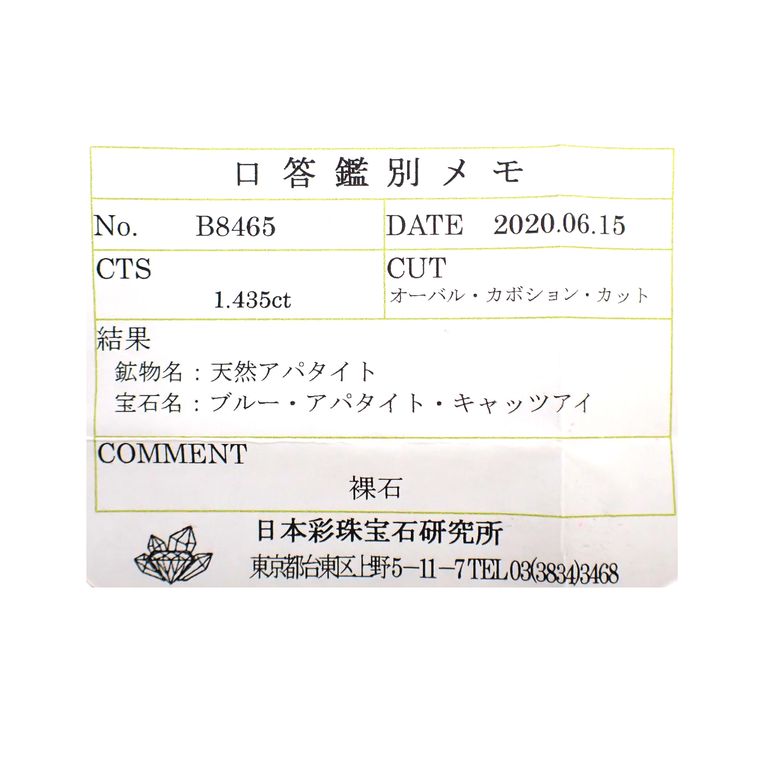 口答鑑別メモ
No. B8465 DATE 2020.06.15
CTS CUT
1.435ct オーバル・カボション・カット
結果
鉱物名：天然アパタイト
宝石名：ブルー・アパタイト・キャッツアイ
COMMENT
裸石
日本彩珠宝石研究所
東京都台東区上野5－11－7 TEL 03(3834)3468